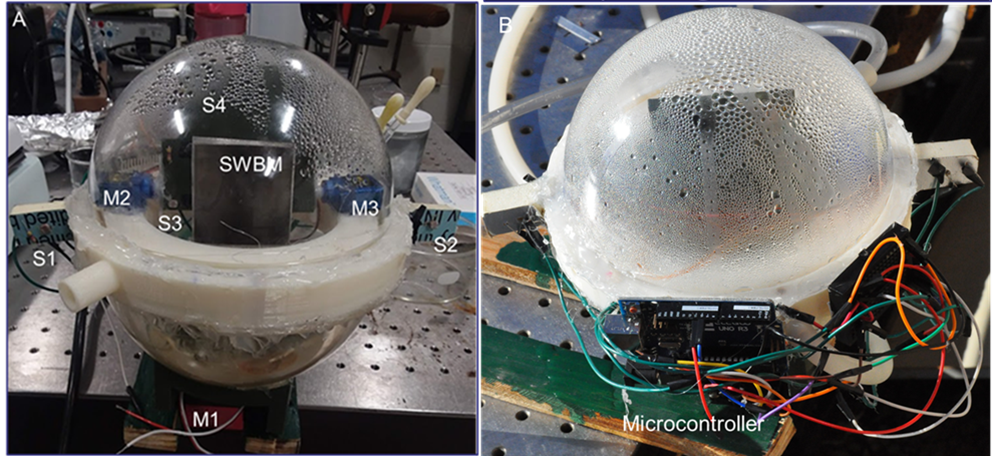 A
S4
SWBM
M2
M3
S3
S1
S2
M1
B
UNO R3
Microcontroller